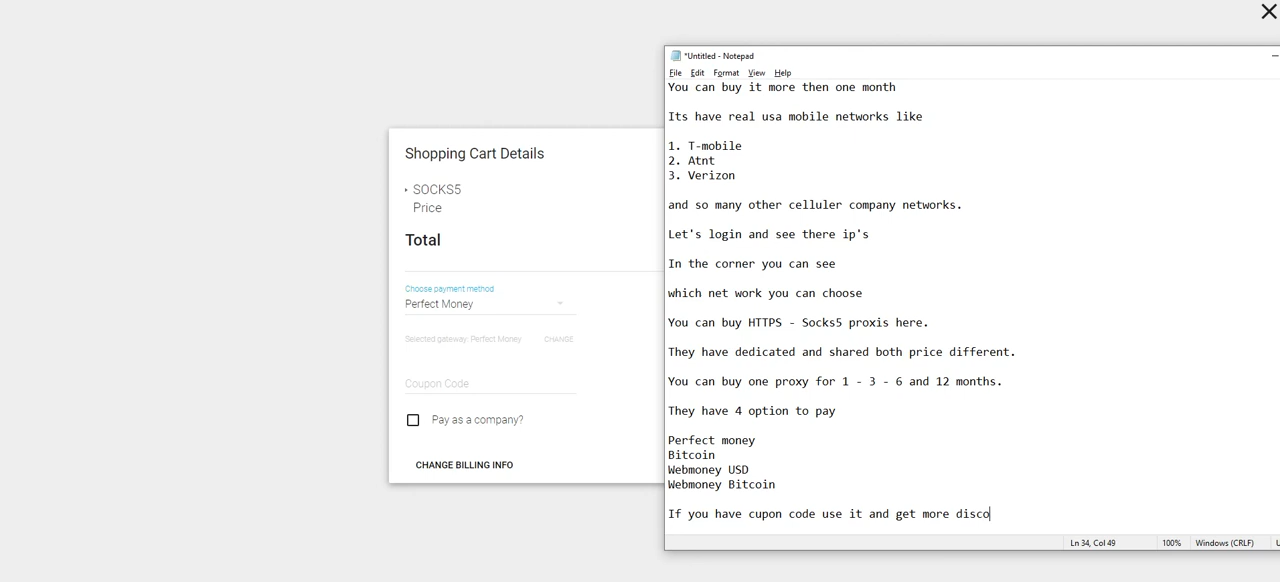 Shopping Cart Details
SOCKS5
Price
Total
Choose payment method
Perfect Money
Selected gateway: Perfect Money CHANGE
Coupon Code
Pay as a company?
CHANGE BILLING INFO
*Untitled - Notepad
File Edit Format View Help
You can buy it more then one month
Its have real usa mobile networks like
1. T-mobile
2. Atnt
3. Verizon
and so many other celluler company networks.
Let's login and see there ip's
In the corner you can see
which net work you can choose
You can buy HTTPS - Socks5 proxis here.
They have dedicated and shared both price different.
You can buy one proxy for 1 - 3 - 6 and 12 months.
They have 4 option to pay
Perfect money
Bitcoin
Webmoney USD
Webmoney Bitcoin
If you have cupon code use it and get more disco
Ln 34, Col 49 100% Windows (CRLF)